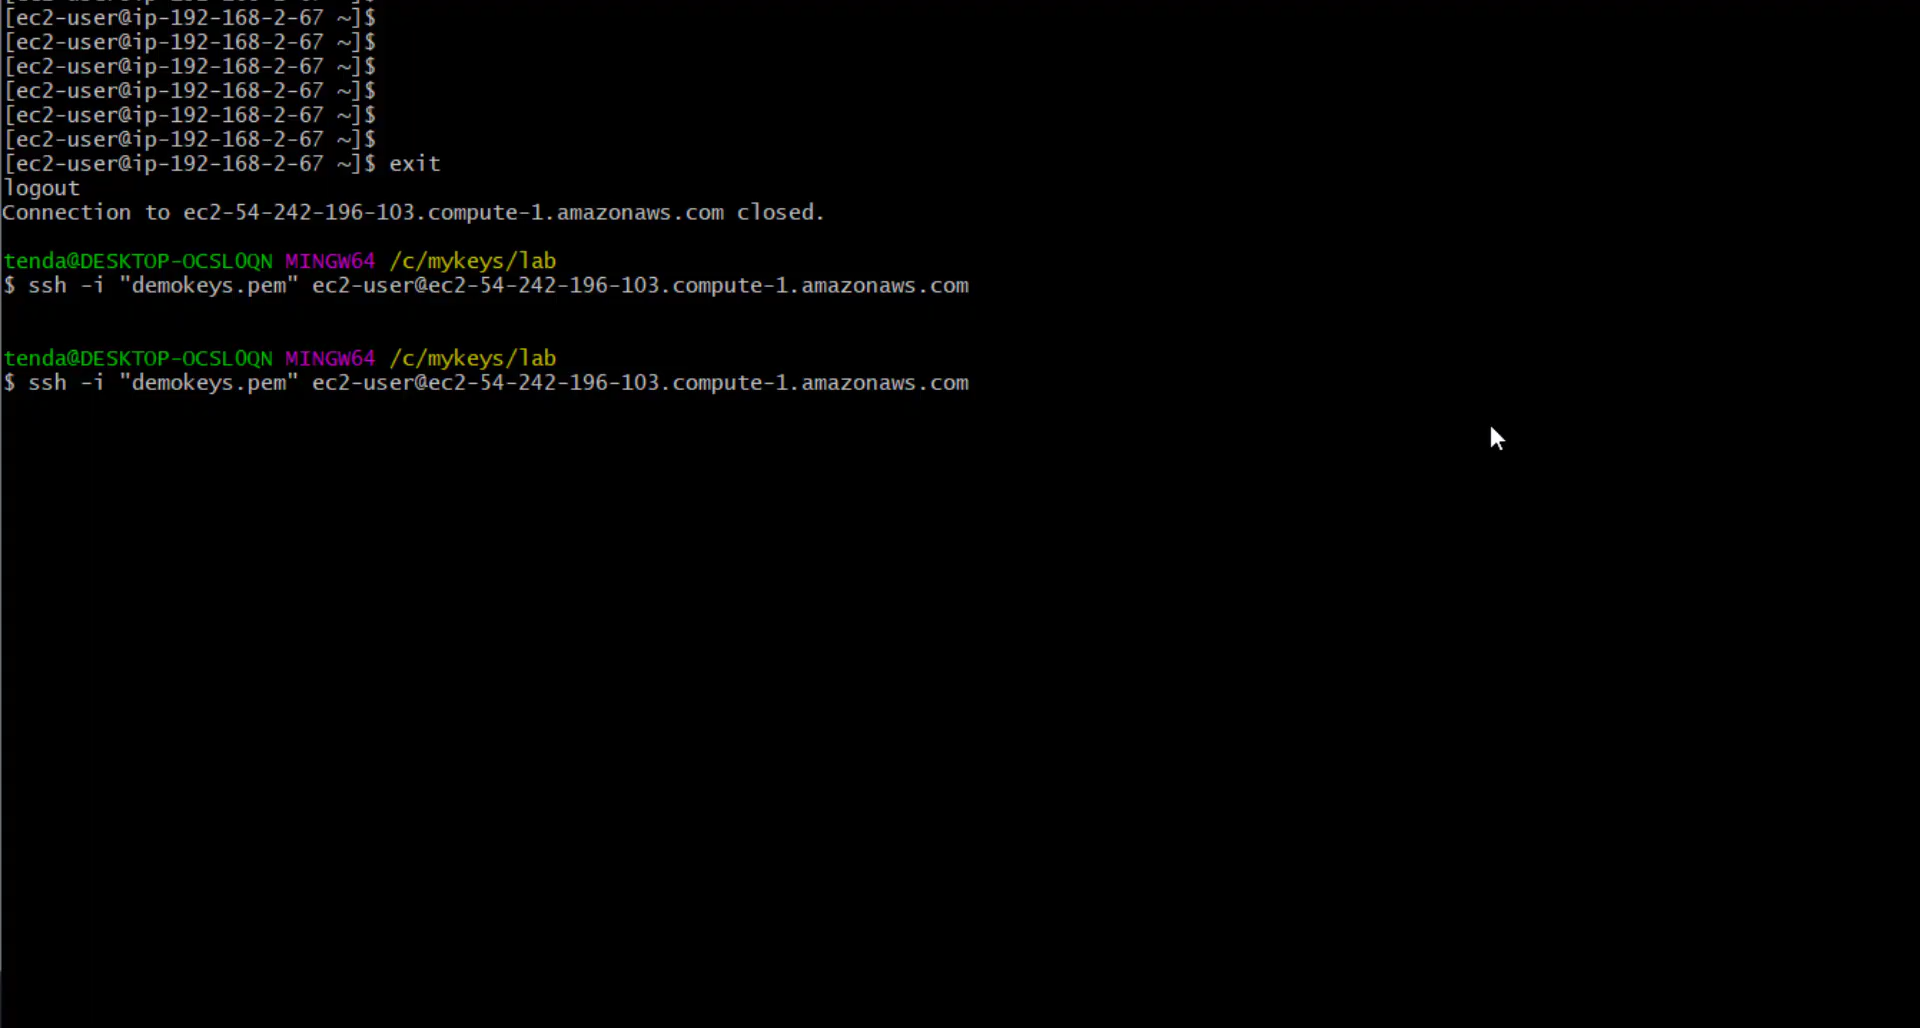 [ec2-user@ip-192-168-2-67 ~]$
[ec2-user@ip-192-168-2-67 ~]$
[ec2-user@ip-192-168-2-67 ~]$
[ec2-user@ip-192-168-2-67 ~]$
[ec2-user@ip-192-168-2-67 ~]$
[ec2-user@ip-192-168-2-67 ~]$
[ec2-user@ip-192-168-2-67 ~]$ exit
logout
Connection to ec2-54-242-196-103.compute-1.amazonaws.com closed.
tenda@DESKTOP-OCSL0QN MINGW64 /c/mykeys/lab
$ ssh -i "demokeys.pem" ec2-user@ec2-54-242-196-103.compute-1.amazonaws.com
tenda@DESKTOP-OCSL0QN MINGW64 /c/mykeys/lab
$ ssh -i "demokeys.pem" ec2-user@ec2-54-242-196-103.compute-1.amazonaws.com